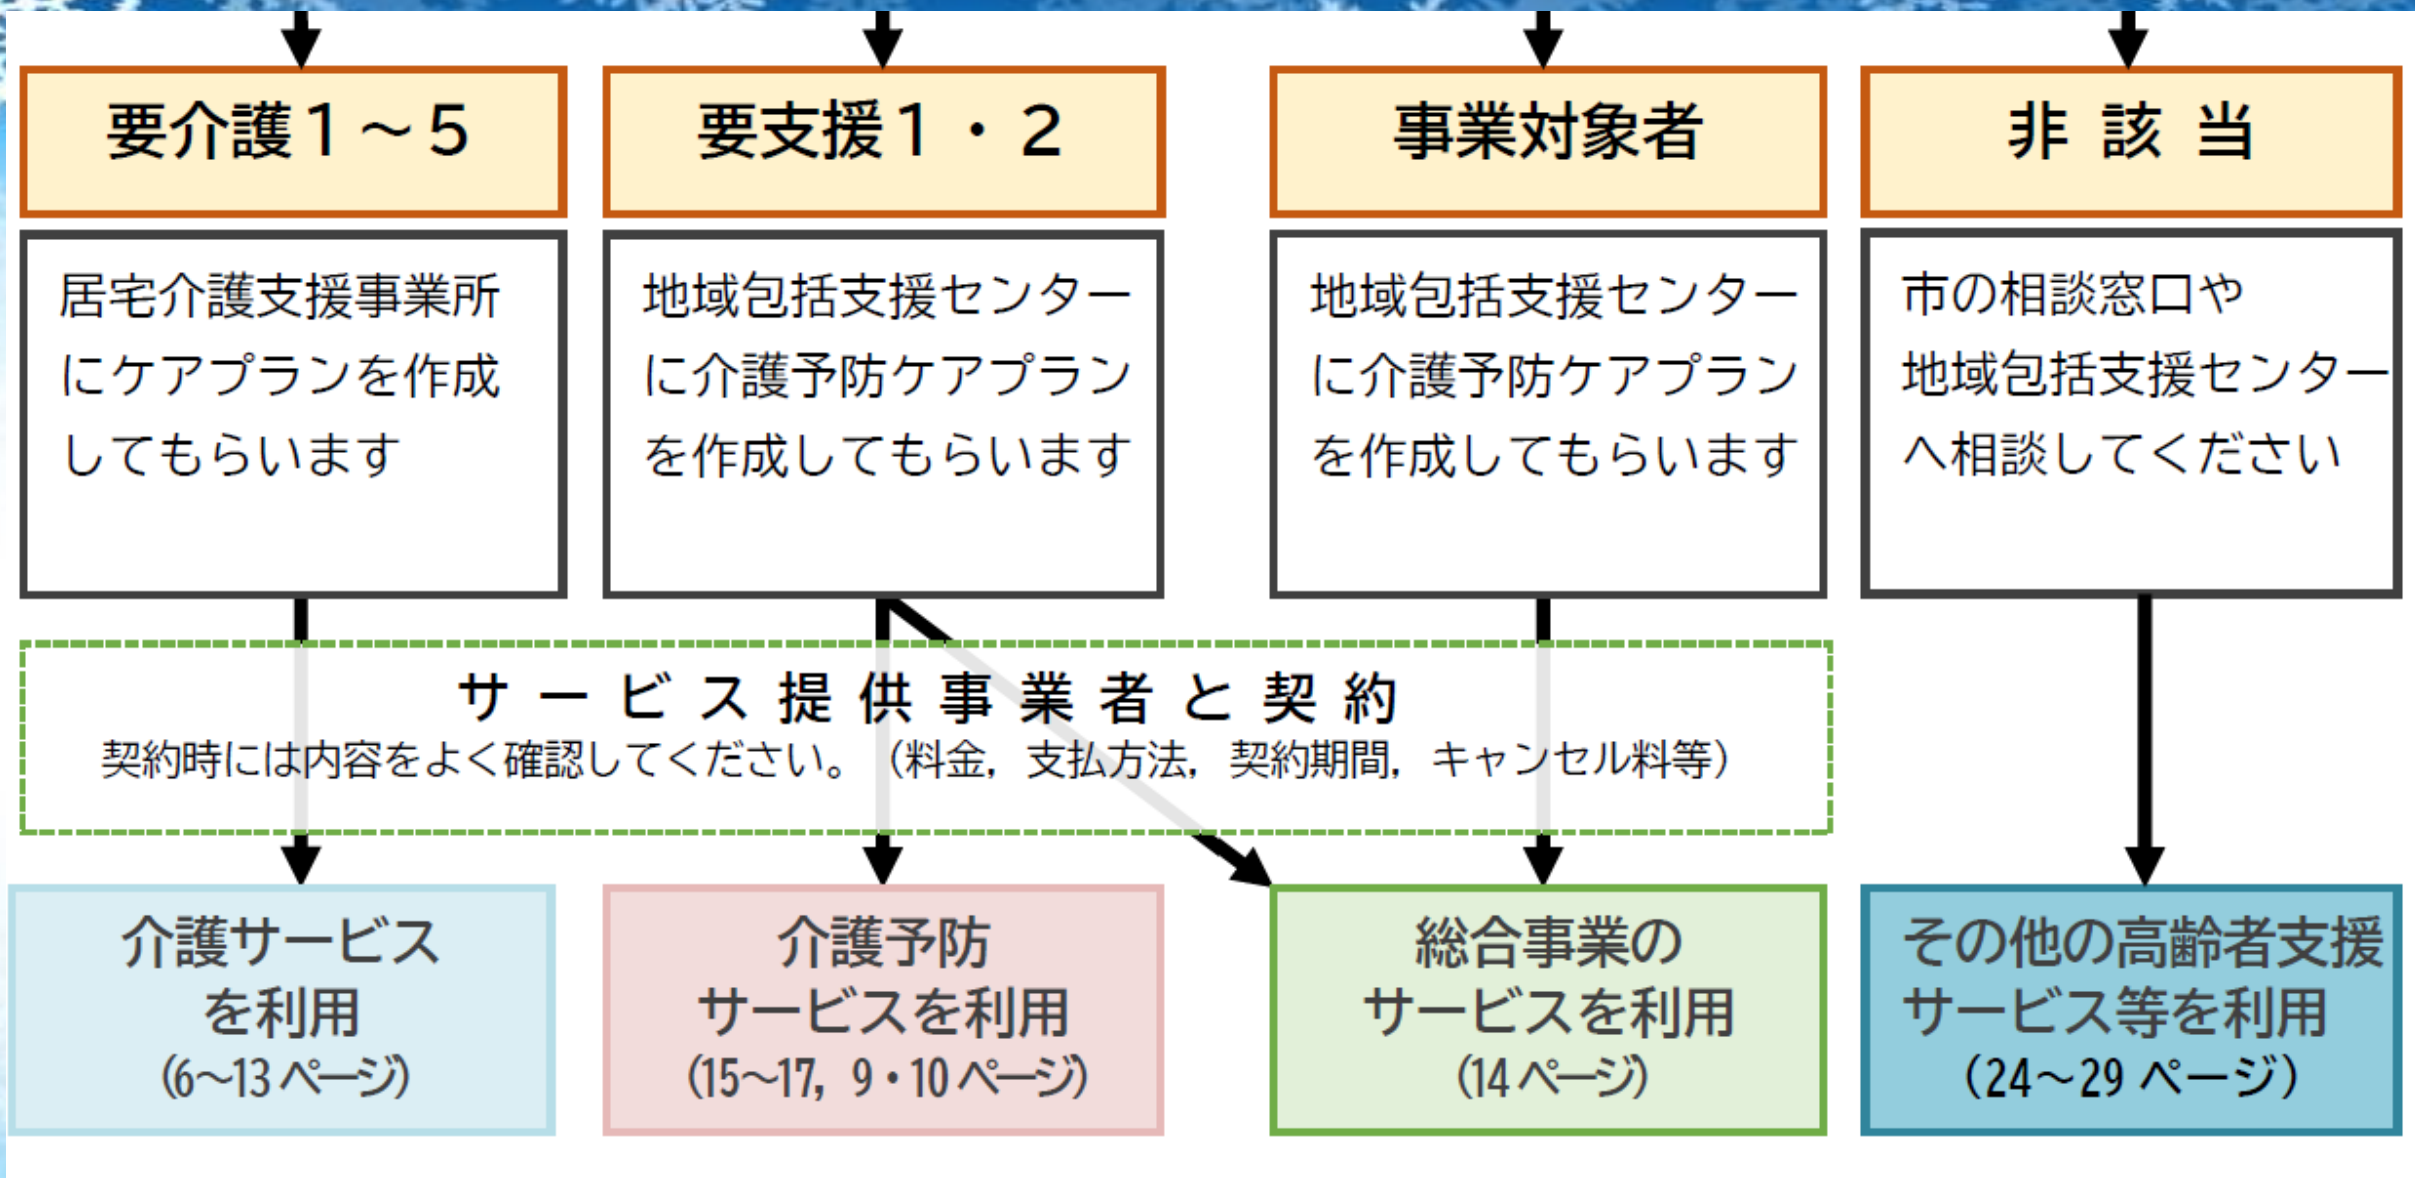 要介護１～５
要支援１・２
事業対象者
非 該 当
居宅介護支援事業所
にケアプランを作成
してもらいます
地域包括支援センター
に介護予防ケアプラン
を作成してもらいます
地域包括支援センター
に介護予防ケアプラン
を作成してもらいます
市の相談窓口や
地域包括支援センター
へ相談してください
サービス提供事業者と契約
契約時には内容をよく確認してください。（料金，支払方法，契約期間，キャンセル料等）
介護サービス
を利用
(6～13ページ)
介護予防
サービスを利用
(15～17，9・10ページ)
総合事業の
サービスを利用
(14ページ)
その他の高齢者支援
サービス等を利用
（24～29ページ）